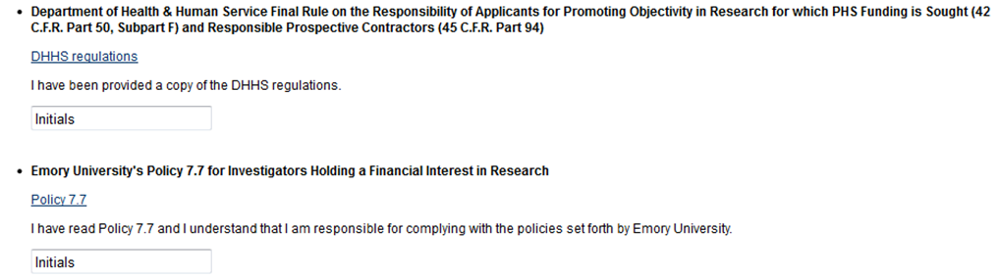 • Department of Health & Human Service Final Rule on the Responsibility of Applicants for Promoting Objectivity in Research for which PHS Funding is Sought (42
C.F.R. Part 50, Subpart F) and Responsible Prospective Contractors (45 C.F.R. Part 94)
DHHS regulations
I have been provided a copy of the DHHS regulations.
Initials
• Emory University's Policy 7.7 for Investigators Holding a Financial Interest in Research
Policy 7.7
I have read Policy 7.7 and I understand that I am responsible for complying with the policies set forth by Emory University.
Initials